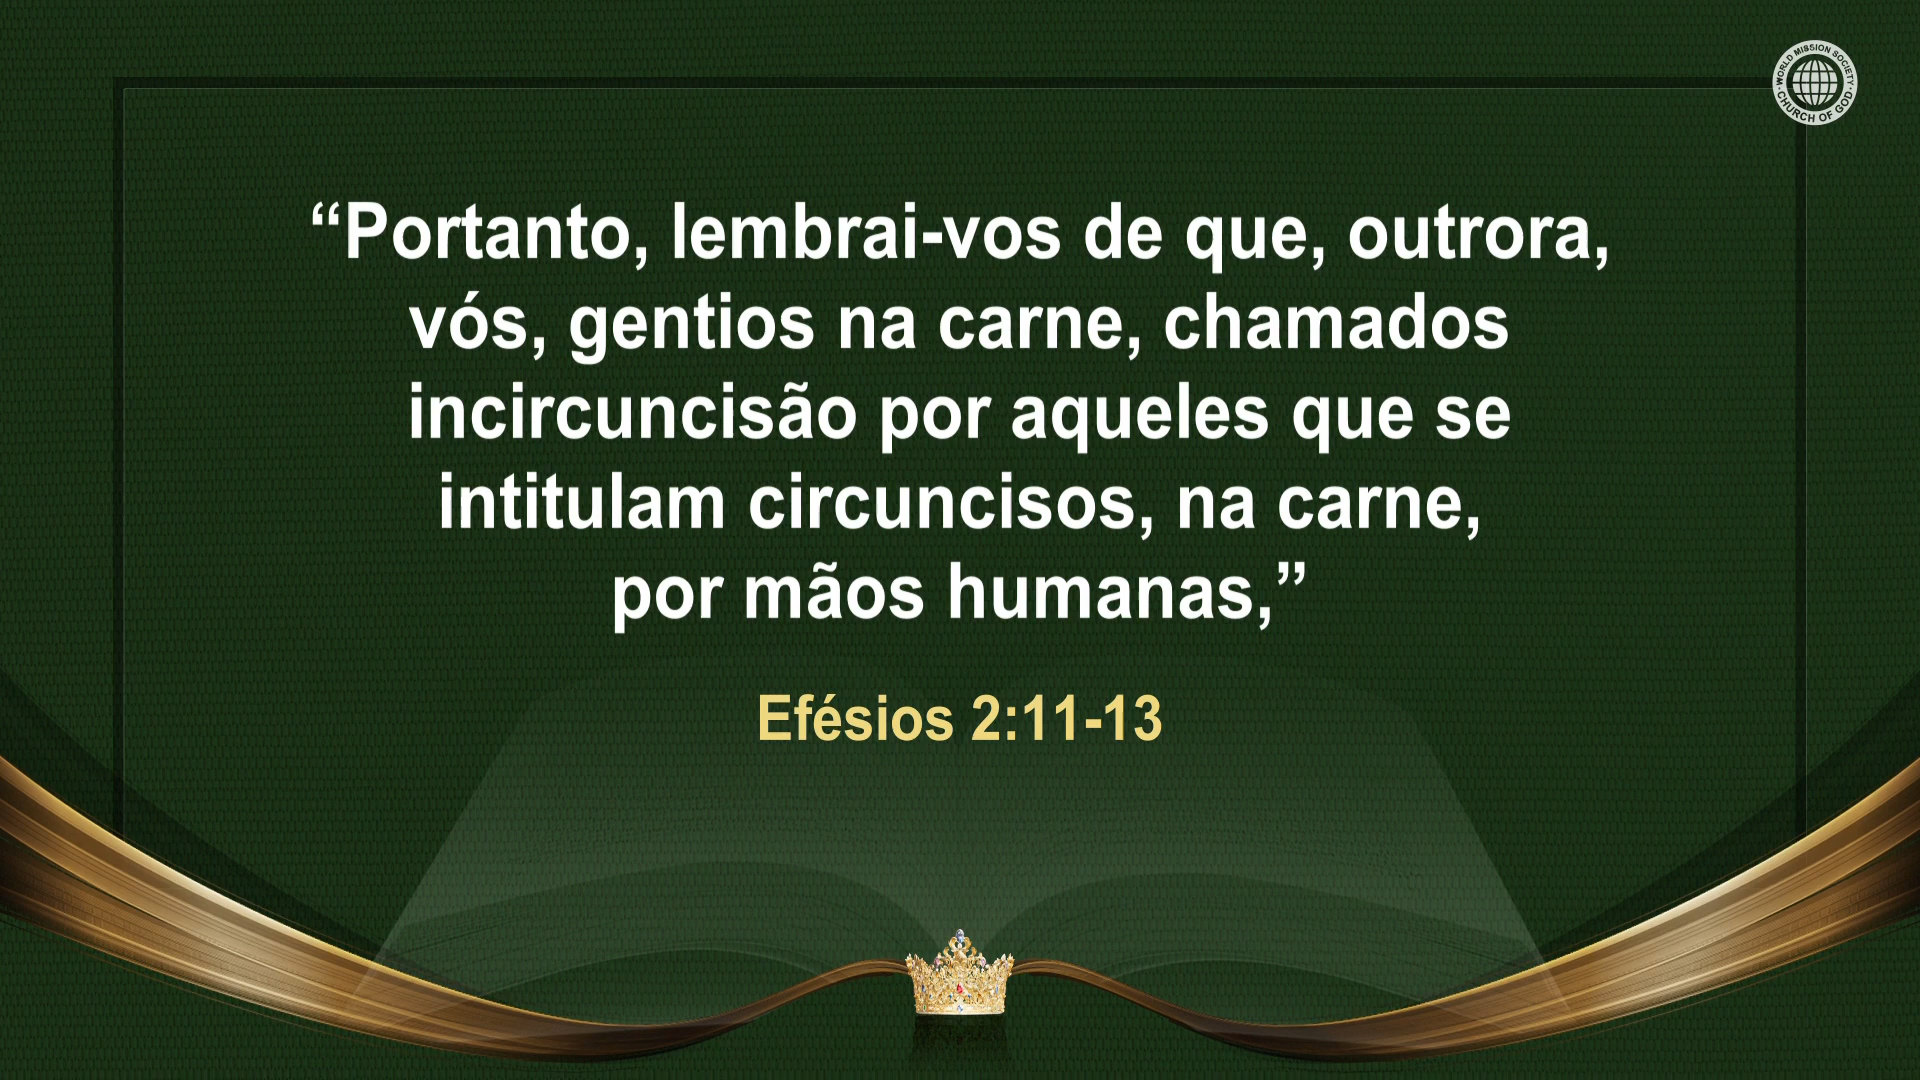 WORLD MISSION SOCIETY
CHURCH OF GOD
“Portanto, lembrai-vos de que, outrora,
vós, gentios na carne, chamados
incircuncisão por aqueles que se
intitulam circuncisos, na carne,
por mãos humanas,”
Efésios 2:11-13